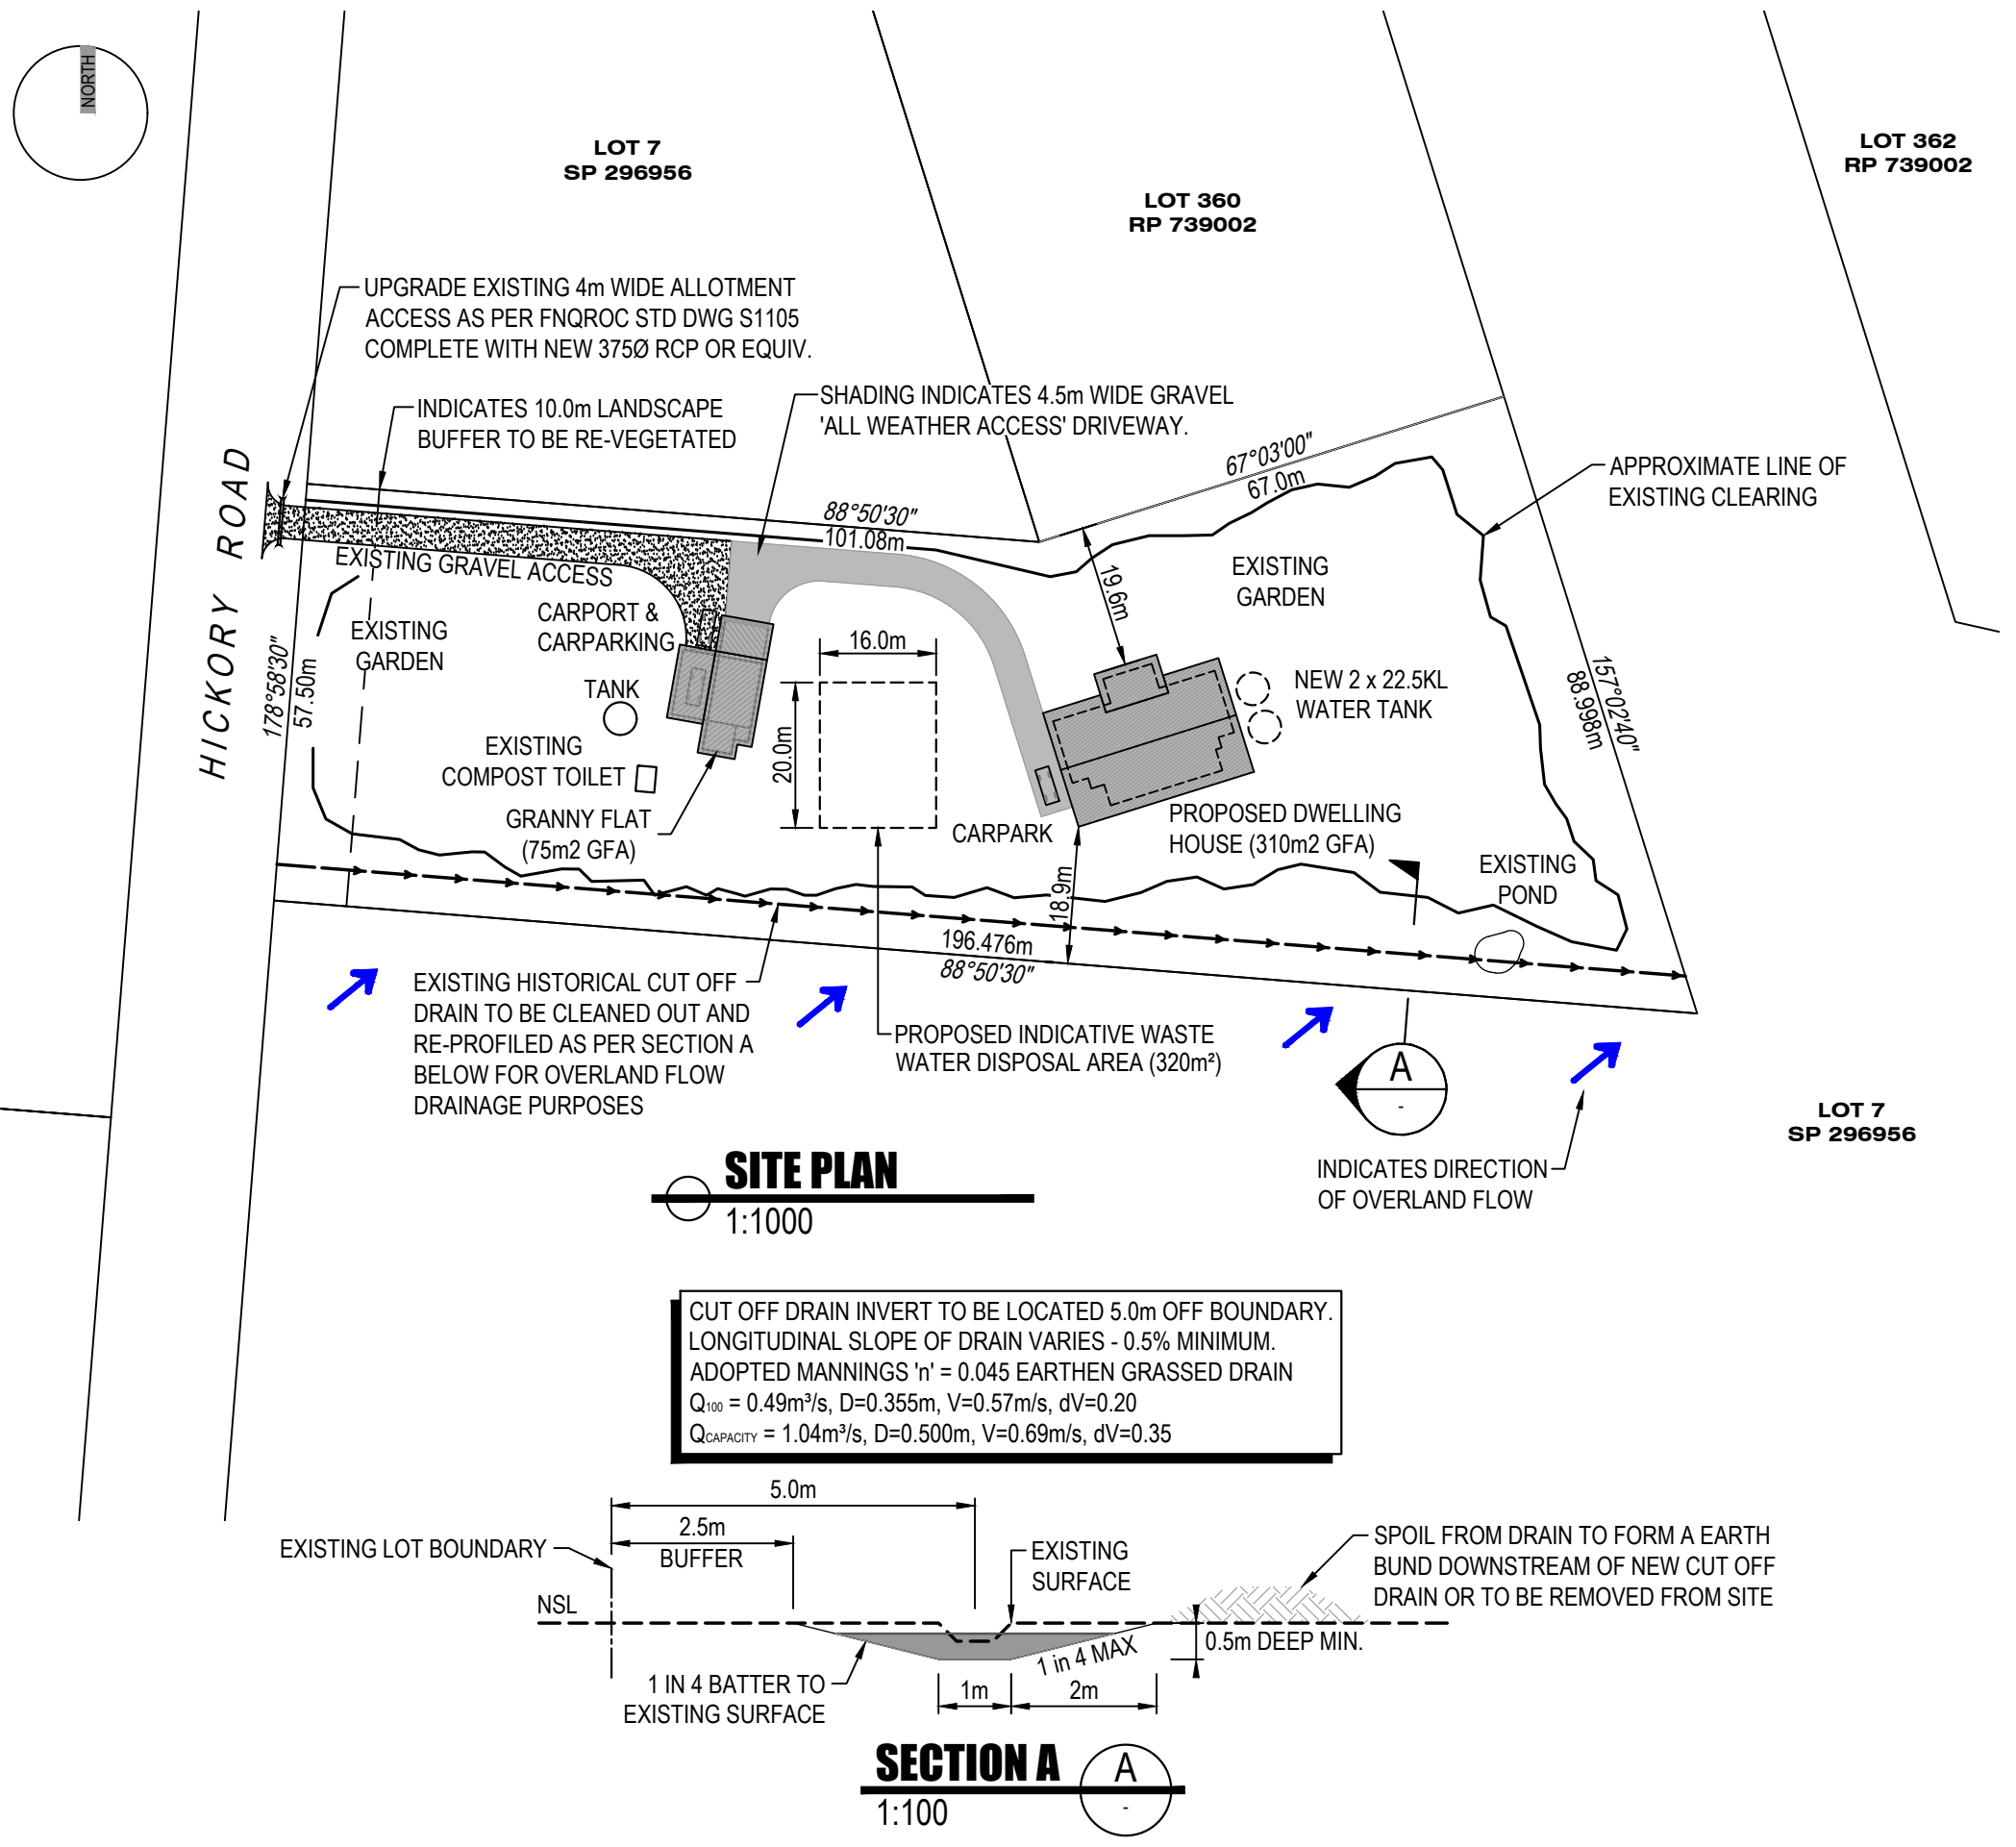 NORTH
LOT 7
SP 296956
LOT 360
RP 739002
LOT 362
RP 739002
UPGRADE EXISTING 4m WIDE ALLOTMENT
ACCESS AS PER FNQROC STD DWG S1105
COMPLETE WITH NEW 375Ø RCP OR EQUIV.
INDICATES 10.0m LANDSCAPE
BUFFER TO BE RE-VEGETATED
SHADING INDICATES 4.5m WIDE GRAVEL
'ALL WEATHER ACCESS' DRIVEWAY.
67°03'00"
67.0m
APPROXIMATE LINE OF
EXISTING CLEARING
88°50'30"
101.08m
HICKORY ROAD
178°58'30"
57.50m
EXISTING GRAVEL ACCESS
EXISTING
GARDEN
CARPORT &
CARPARKING
TANK
EXISTING
COMPOST TOILET
GRANNY FLAT
(75m2 GFA)
16.0m
20.0m
19.6m
EXISTING
GARDEN
NEW 2 x 22.5KL
WATER TANK
157°02'40"
88.998m
CARPARK
PROPOSED DWELLING
HOUSE (310m2 GFA)
EXISTING
POND
18.9m
196.476m
88°50'30"
EXISTING HISTORICAL CUT OFF
DRAIN TO BE CLEANED OUT AND
RE-PROFILED AS PER SECTION A
BELOW FOR OVERLAND FLOW
DRAINAGE PURPOSES
PROPOSED INDICATIVE WASTE
WATER DISPOSAL AREA (320m²)
A
-
LOT 7
SP 296956
INDICATES DIRECTION
OF OVERLAND FLOW
SITE PLAN
1:1000
CUT OFF DRAIN INVERT TO BE LOCATED 5.0m OFF BOUNDARY.
LONGITUDINAL SLOPE OF DRAIN VARIES - 0.5% MINIMUM.
ADOPTED MANNINGS 'n' = 0.045 EARTHEN GRASSED DRAIN
Q100 = 0.49m³/s, D=0.355m, V=0.57m/s, dV=0.20
QCAPACITY = 1.04m³/s, D=0.500m, V=0.69m/s, dV=0.35
5.0m
2.5m
BUFFER
EXISTING LOT BOUNDARY
EXISTING
SURFACE
SPOIL FROM DRAIN TO FORM A EARTH
BUND DOWNSTREAM OF NEW CUT OFF
DRAIN OR TO BE REMOVED FROM SITE
NSL
0.5m DEEP MIN.
1 in 4 MAX
1 IN 4 BATTER TO
EXISTING SURFACE
1m
2m
SECTION A
A
-
1:100